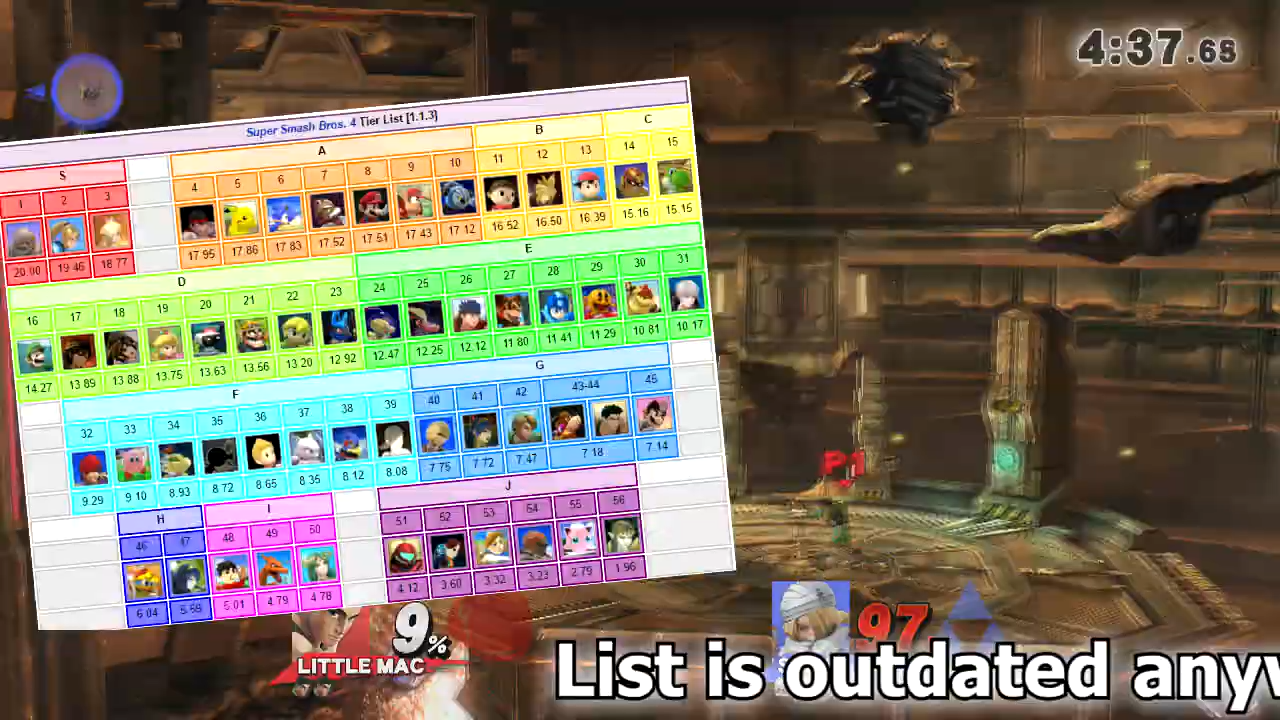 4:37.68
Super Smash Bros. 4 Tier List [1.1.3]
S A B C
1 2 3 4 5 6 7 8 9 10 11 12 13 14 15
20.00 19.46 18.77 17.95 17.86 17.83 17.52 17.51 17.43 17.12 16.52 16.50 16.39 15.16 15.15
D E
16 17 18 19 20 21 22 23 24 25 26 27 28 29 30 31
14.27 13.89 13.88 13.75 13.63 13.56 13.20 12.92 12.47 12.25 12.12 11.80 11.41 11.29 10.81 10.17
F G
32 33 34 35 36 37 38 39 40 41 42 43-44 45
9.29 9.10 8.93 8.72 8.65 8.35 8.12 8.08 7.75 7.72 7.47 7.18 7.14
H I J
46 47 48 49 50 51 52 53 54 55 56
6.04 5.69 5.01 4.79 4.78 4.12 3.60 3.32 3.23 2.79 1.96
P1
9%
LITTLE MAC
97
List is outdated anyw